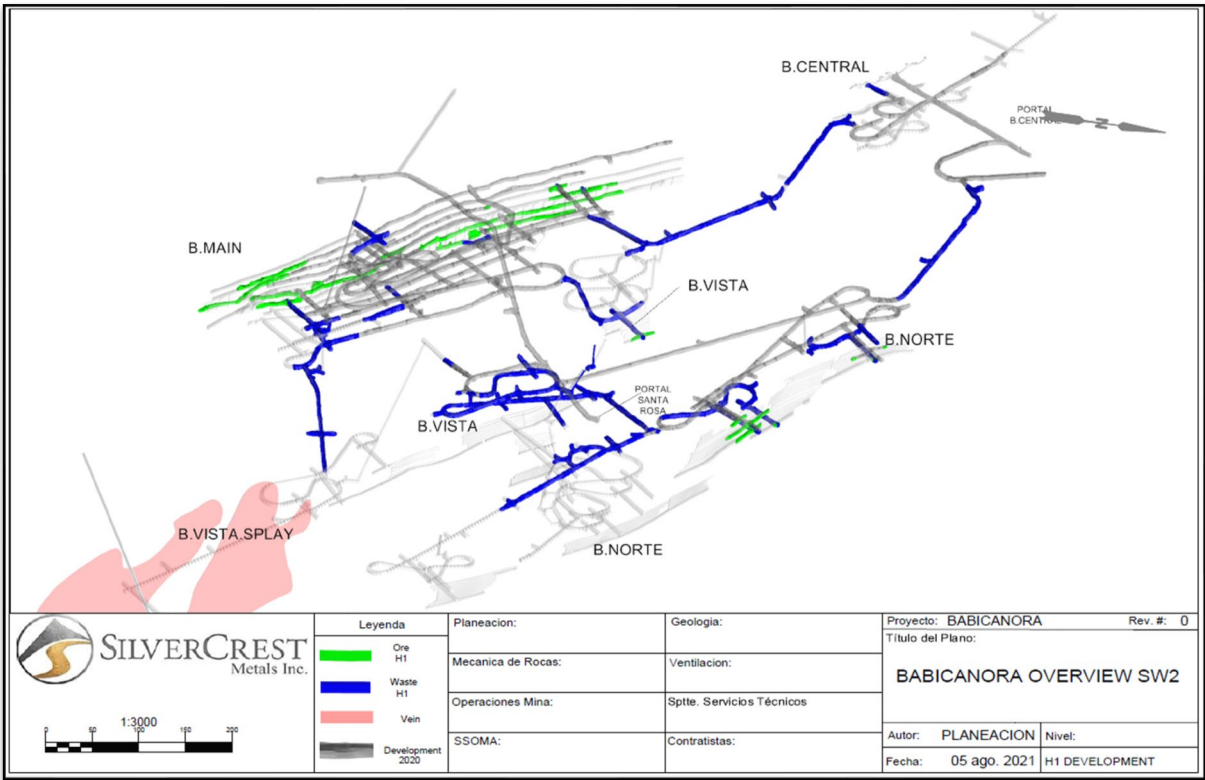 B.CENTRAL
PORTAL
B.CENTRAL
N
B.MAIN
B.VISTA
B.NORTE
PORTAL
SANTA
ROSA
B.VISTA
B.VISTA SPLAY
B.NORTE
SILVERCREST
Metals Inc.
1:3000
0 50 100 150 200
Leyenda
Ore
H1
Waste
H1
Vein
Development
2020
Planeacion:
Geologia:
Mecanica de Rocas:
Ventilacion:
Operaciones Mina:
Sptte. Servicios Técnicos
SSOMA:
Contratistas:
Proyecto: BABICANORA Rev. #: 0
Título del Plano:
BABICANORA OVERVIEW SW2
Autor: PLANEACION Nivel:
Fecha: 05 ago. 2021 H1 DEVELOPMENT